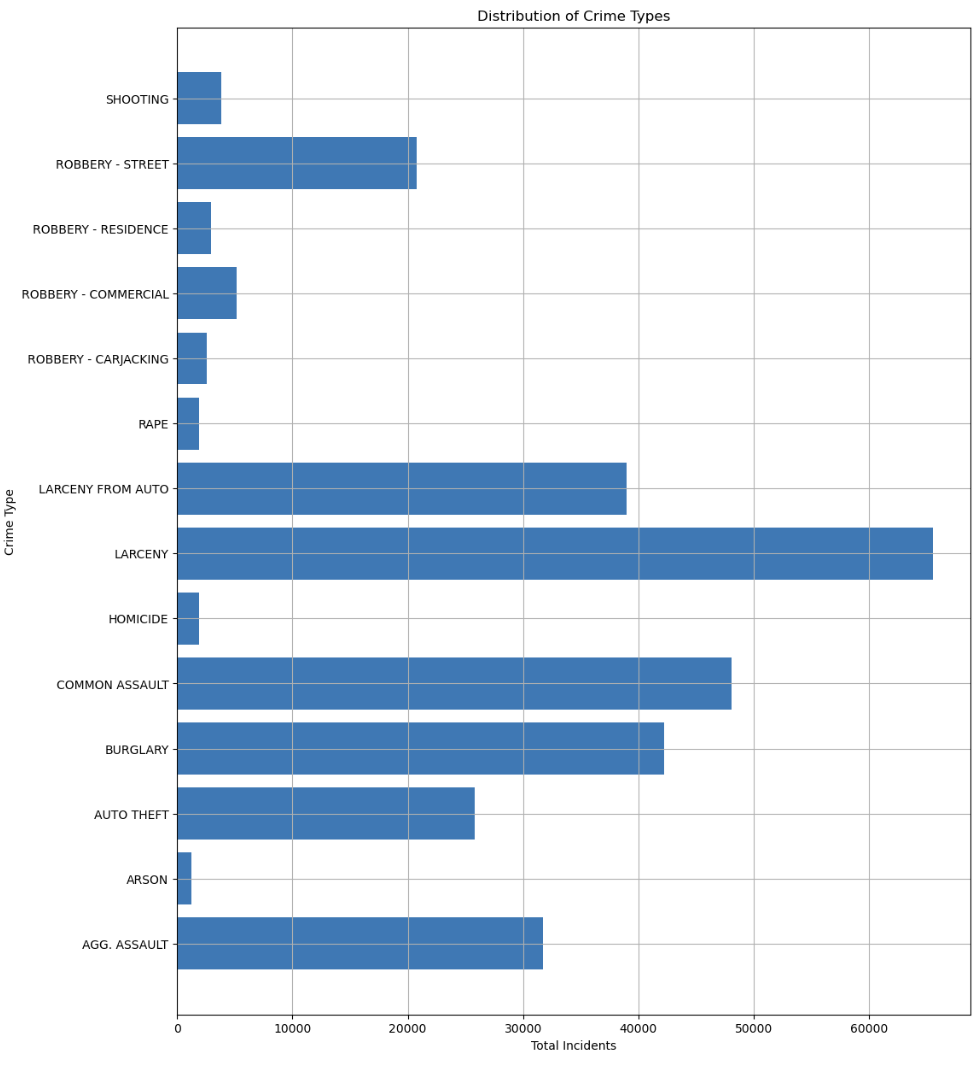 Distribution of Crime Types
SHOOTING
ROBBERY - STREET
ROBBERY - RESIDENCE
ROBBERY - COMMERCIAL
ROBBERY - CARJACKING
RAPE
LARCENY FROM AUTO
LARCENY
HOMICIDE
COMMON ASSAULT
BURGLARY
AUTO THEFT
ARSON
AGG. ASSAULT
Crime Type
0 10000 20000 30000 40000 50000 60000
Total Incidents